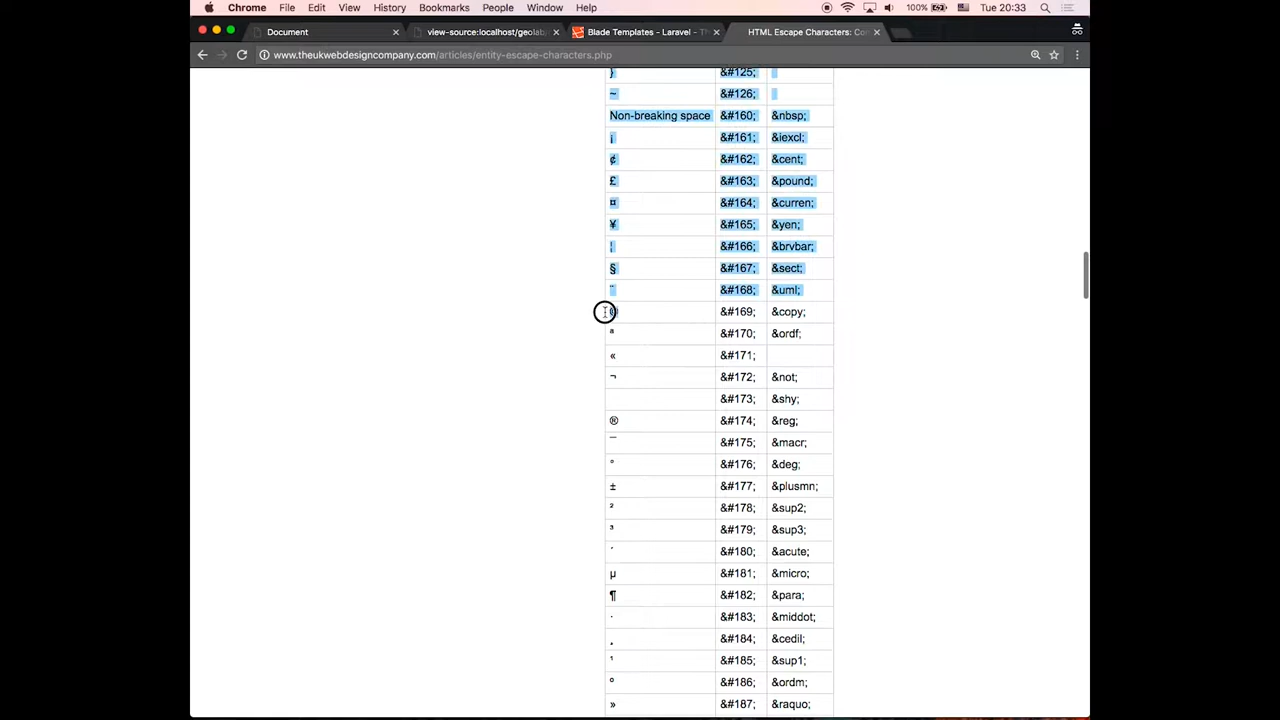 Chrome File Edit View History Bookmarks People Window Help 100% Tue 20:33
Document view-source:localhost/geolab Blade Templates - Laravel - Th HTML Escape Characters: Co
www.theukwebdesigncompany.com/articles/entity-escape-characters.php
} &#125;
~ &#126;
Non-breaking space &#160; &nbsp;
¡ &#161; &iexcl;
¢ &#162; &cent;
£ &#163; &pound;
¤ &#164; &curren;
¥ &#165; &yen;
¦ &#166; &brvbar;
§ &#167; &sect;
¨ &#168; &uml;
&#169; &copy;
ª &#170; &ordf;
« &#171;
¬ &#172; &not;
&#173; &shy;
® &#174; &reg;
¯ &#175; &macr;
° &#176; &deg;
± &#177; &plusmn;
² &#178; &sup2;
³ &#179; &sup3;
´ &#180; &acute;
µ &#181; &micro;
¶ &#182; &para;
· &#183; &middot;
¸ &#184; &cedil;
¹ &#185; &sup1;
º &#186; &ordm;
» &#187; &raquo;